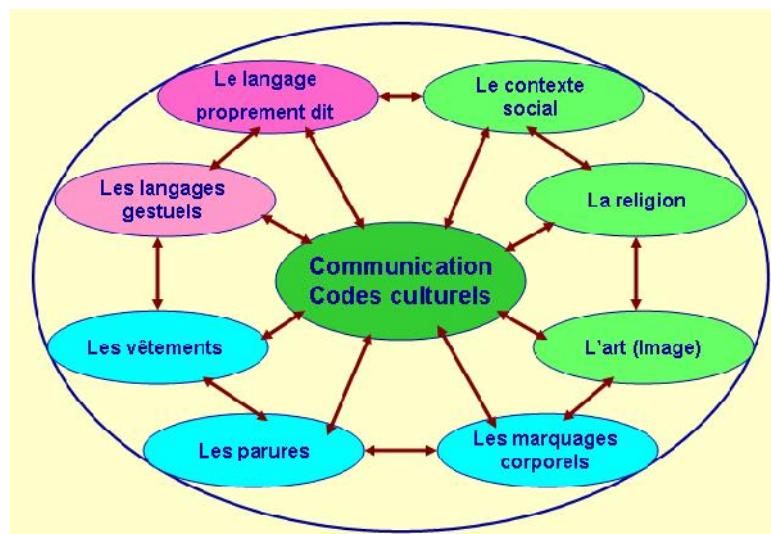 Le langage
proprement dit
Le contexte
social
Les langages
gestuels
La religion
Communication
Codes culturels
Les vêtements
L'art (Image)
Les parures
Les marquages
corporels